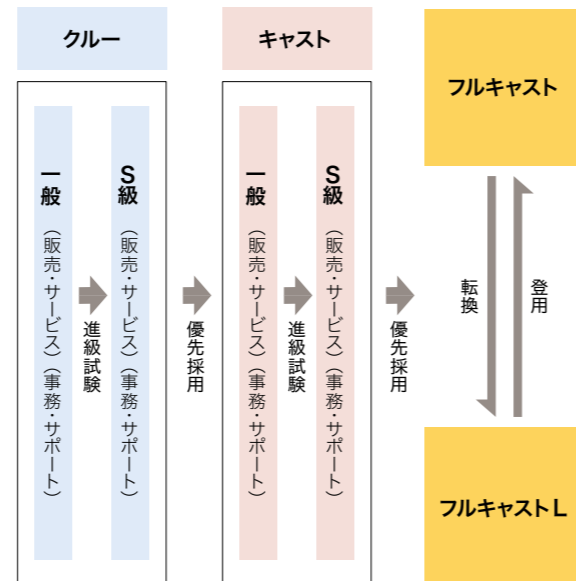 クルー
一般（販売・サービス）（事務・サポート）
進級試験
S級（販売・サービス）（事務・サポート）
優先採用
キャスト
一般（販売・サービス）（事務・サポート）
進級試験
S級（販売・サービス）（事務・サポート）
優先採用
フルキャスト
転換
登用
フルキャストL